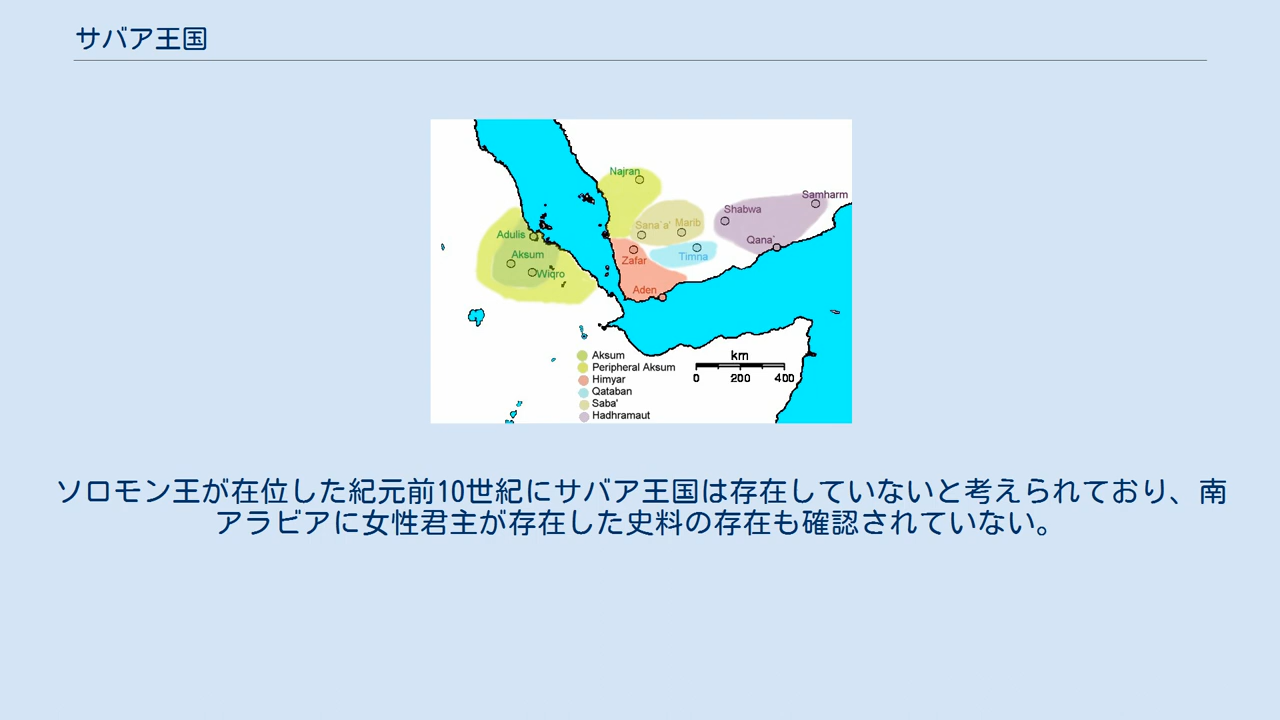 サバア王国
Najran
Samharm
Shabwa
Sana`a' Marib
Adulis
Qana`
Aksum
Zafar
Timna
Wiqro
Aden
Aksum
Peripheral Aksum
Himyar
Qataban
Saba'
Hadhramaut
km
0 200 400
ソロモン王が在位した紀元前10世紀にサバア王国は存在していないと考えられており、南
アラビアに女性君主が存在した史料の存在も確認されていない。